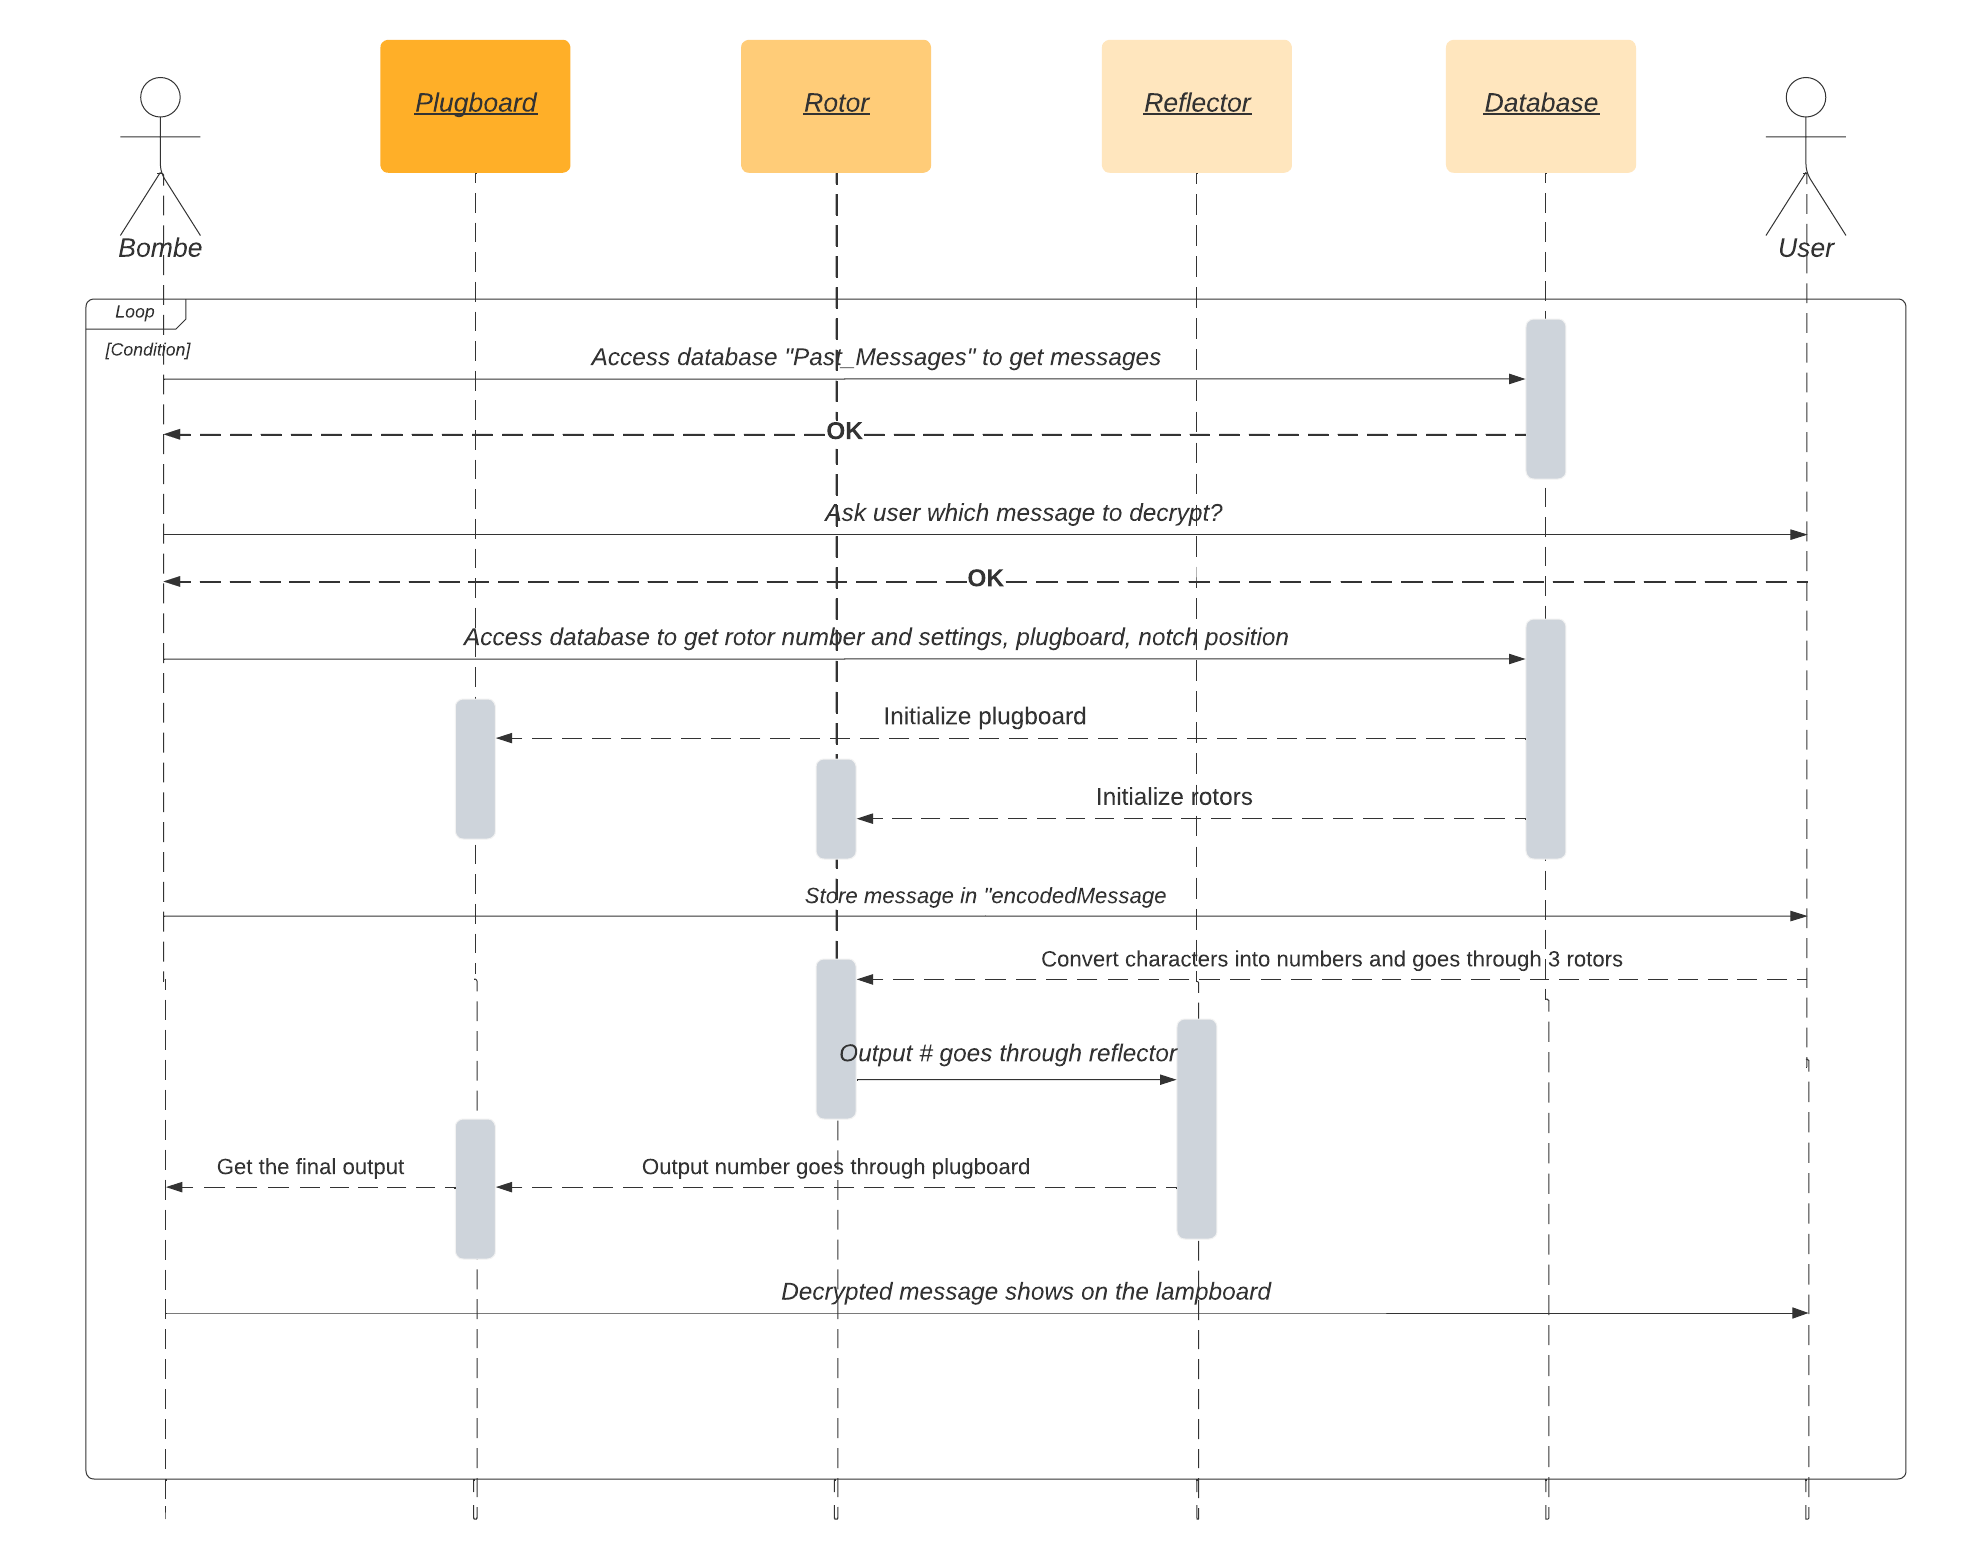 Plugboard
Rotor
Reflector
Database
Bombe
User
Loop
[Condition]
Access database "Past_Messages" to get messages
OK
Ask user which message to decrypt?
OK
Access database to get rotor number and settings, plugboard, notch position
Initialize plugboard
Initialize rotors
Store message in "encodedMessage
Convert characters into numbers and goes through 3 rotors
Output # goes through reflector
Get the final output
Output number goes through plugboard
Decrypted message shows on the lampboard